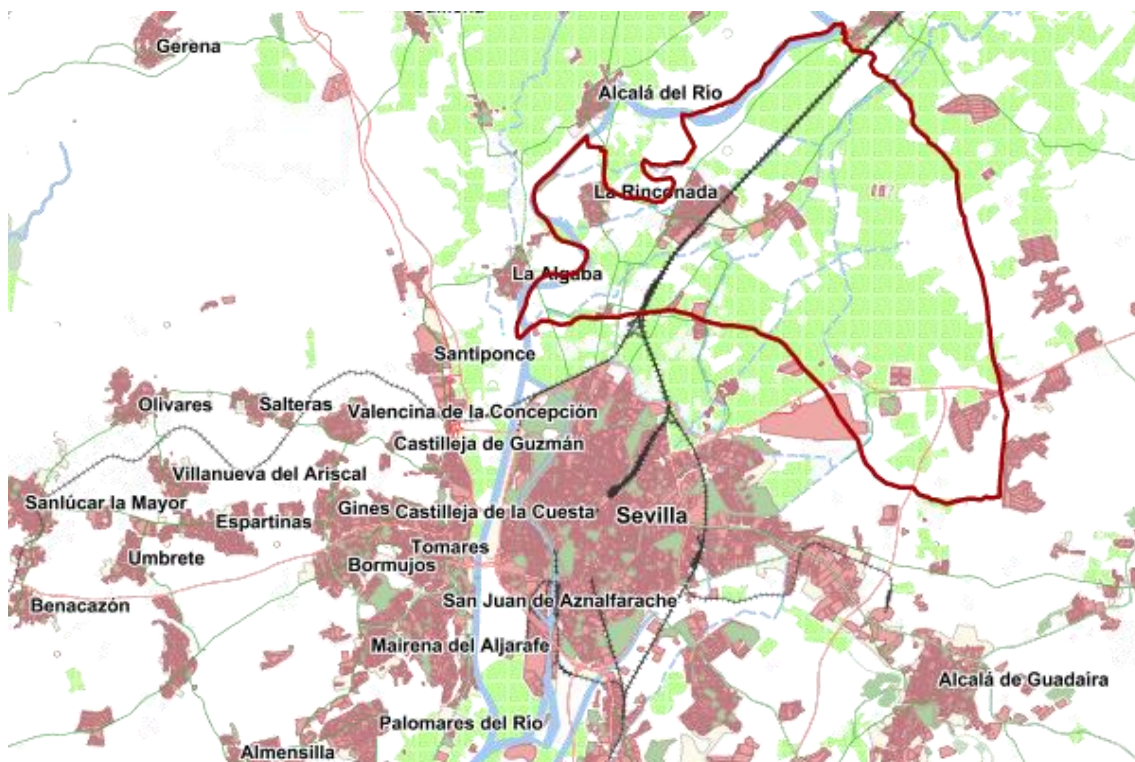 Gerena
Alcalá del Río
La Rinconada
La Algaba
Santiponce
Olivares
Salteras
Valencina de la Concepción
Castilleja de Guzmán
Villanueva del Ariscal
Sanlúcar la Mayor
Espartinas
Gines
Castilleja de la Cuesta
Sevilla
Umbrete
Tomares
Bormujos
Benacazón
San Juan de Aznalfarache
Mairena del Aljarafe
Alcalá de Guadaira
Palomares del Río
Almensilla